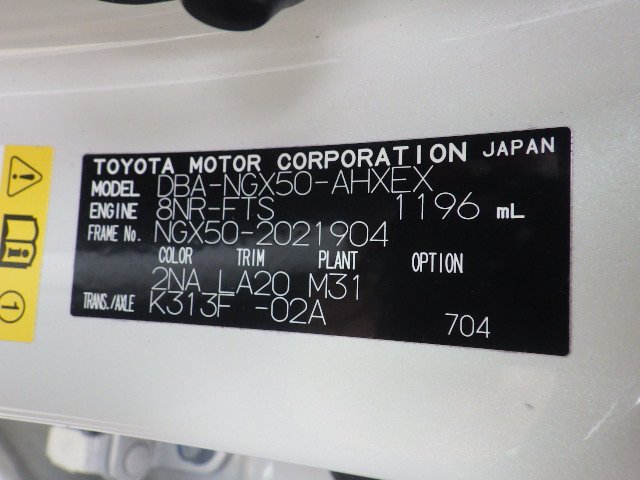 TOYOTA MOTOR CORPORATION JAPAN
MODEL DBA-NGX50-AHXEX
ENGINE 8NR-FTS 1196 mL
FRAME No. NGX50-2021904
COLOR TRIM PLANT OPTION
2NA LA20 M31
TRANS./AXLE K313F -02A
704
1